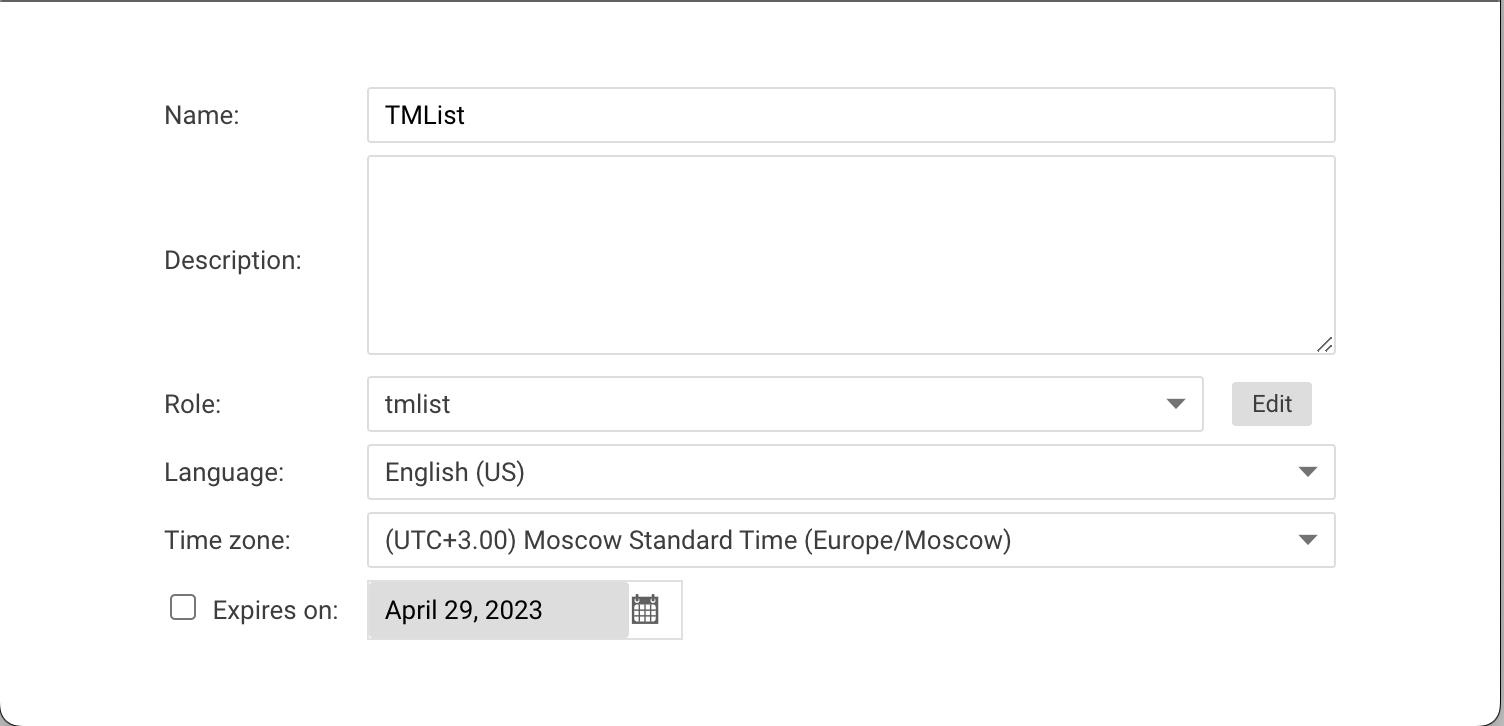 Name: TMList
Description:
Role: tmlist Edit
Language: English (US)
Time zone: (UTC+3.00) Moscow Standard Time (Europe/Moscow)
Expires on: April 29, 2023